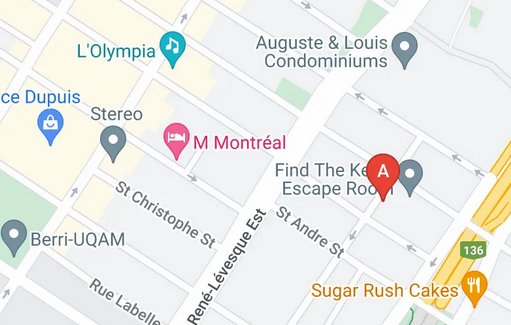 L'Olympia
Auguste & Louis
Condominiums
ce Dupuis
Stereo
M Montréal
Find The Ke
Escape Room
A
St Christophe St
St Andre St
René-Lévesque Est
Berri-UQAM
136
Rue Labelle
Sugar Rush Cakes